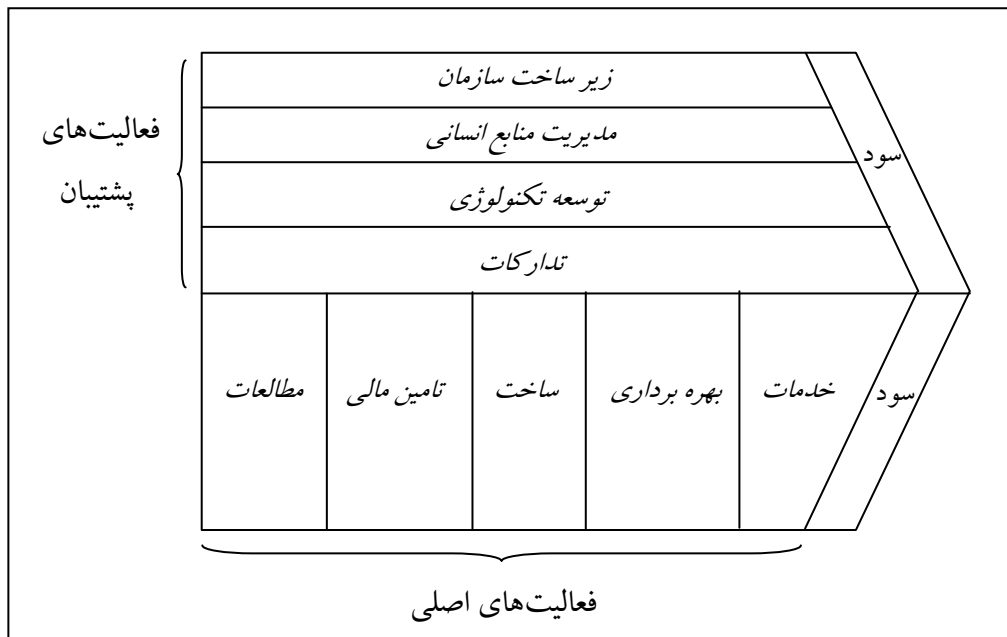 زیر ساخت سازمان
مدیریت منابع انسانی
توسعه تکنولوژی
تدارکات
فعالیت‌های
پشتیبان
سود
خدمات
بهره برداری
ساخت
تامین مالی
مطالعات
سود
فعالیت‌های اصلی